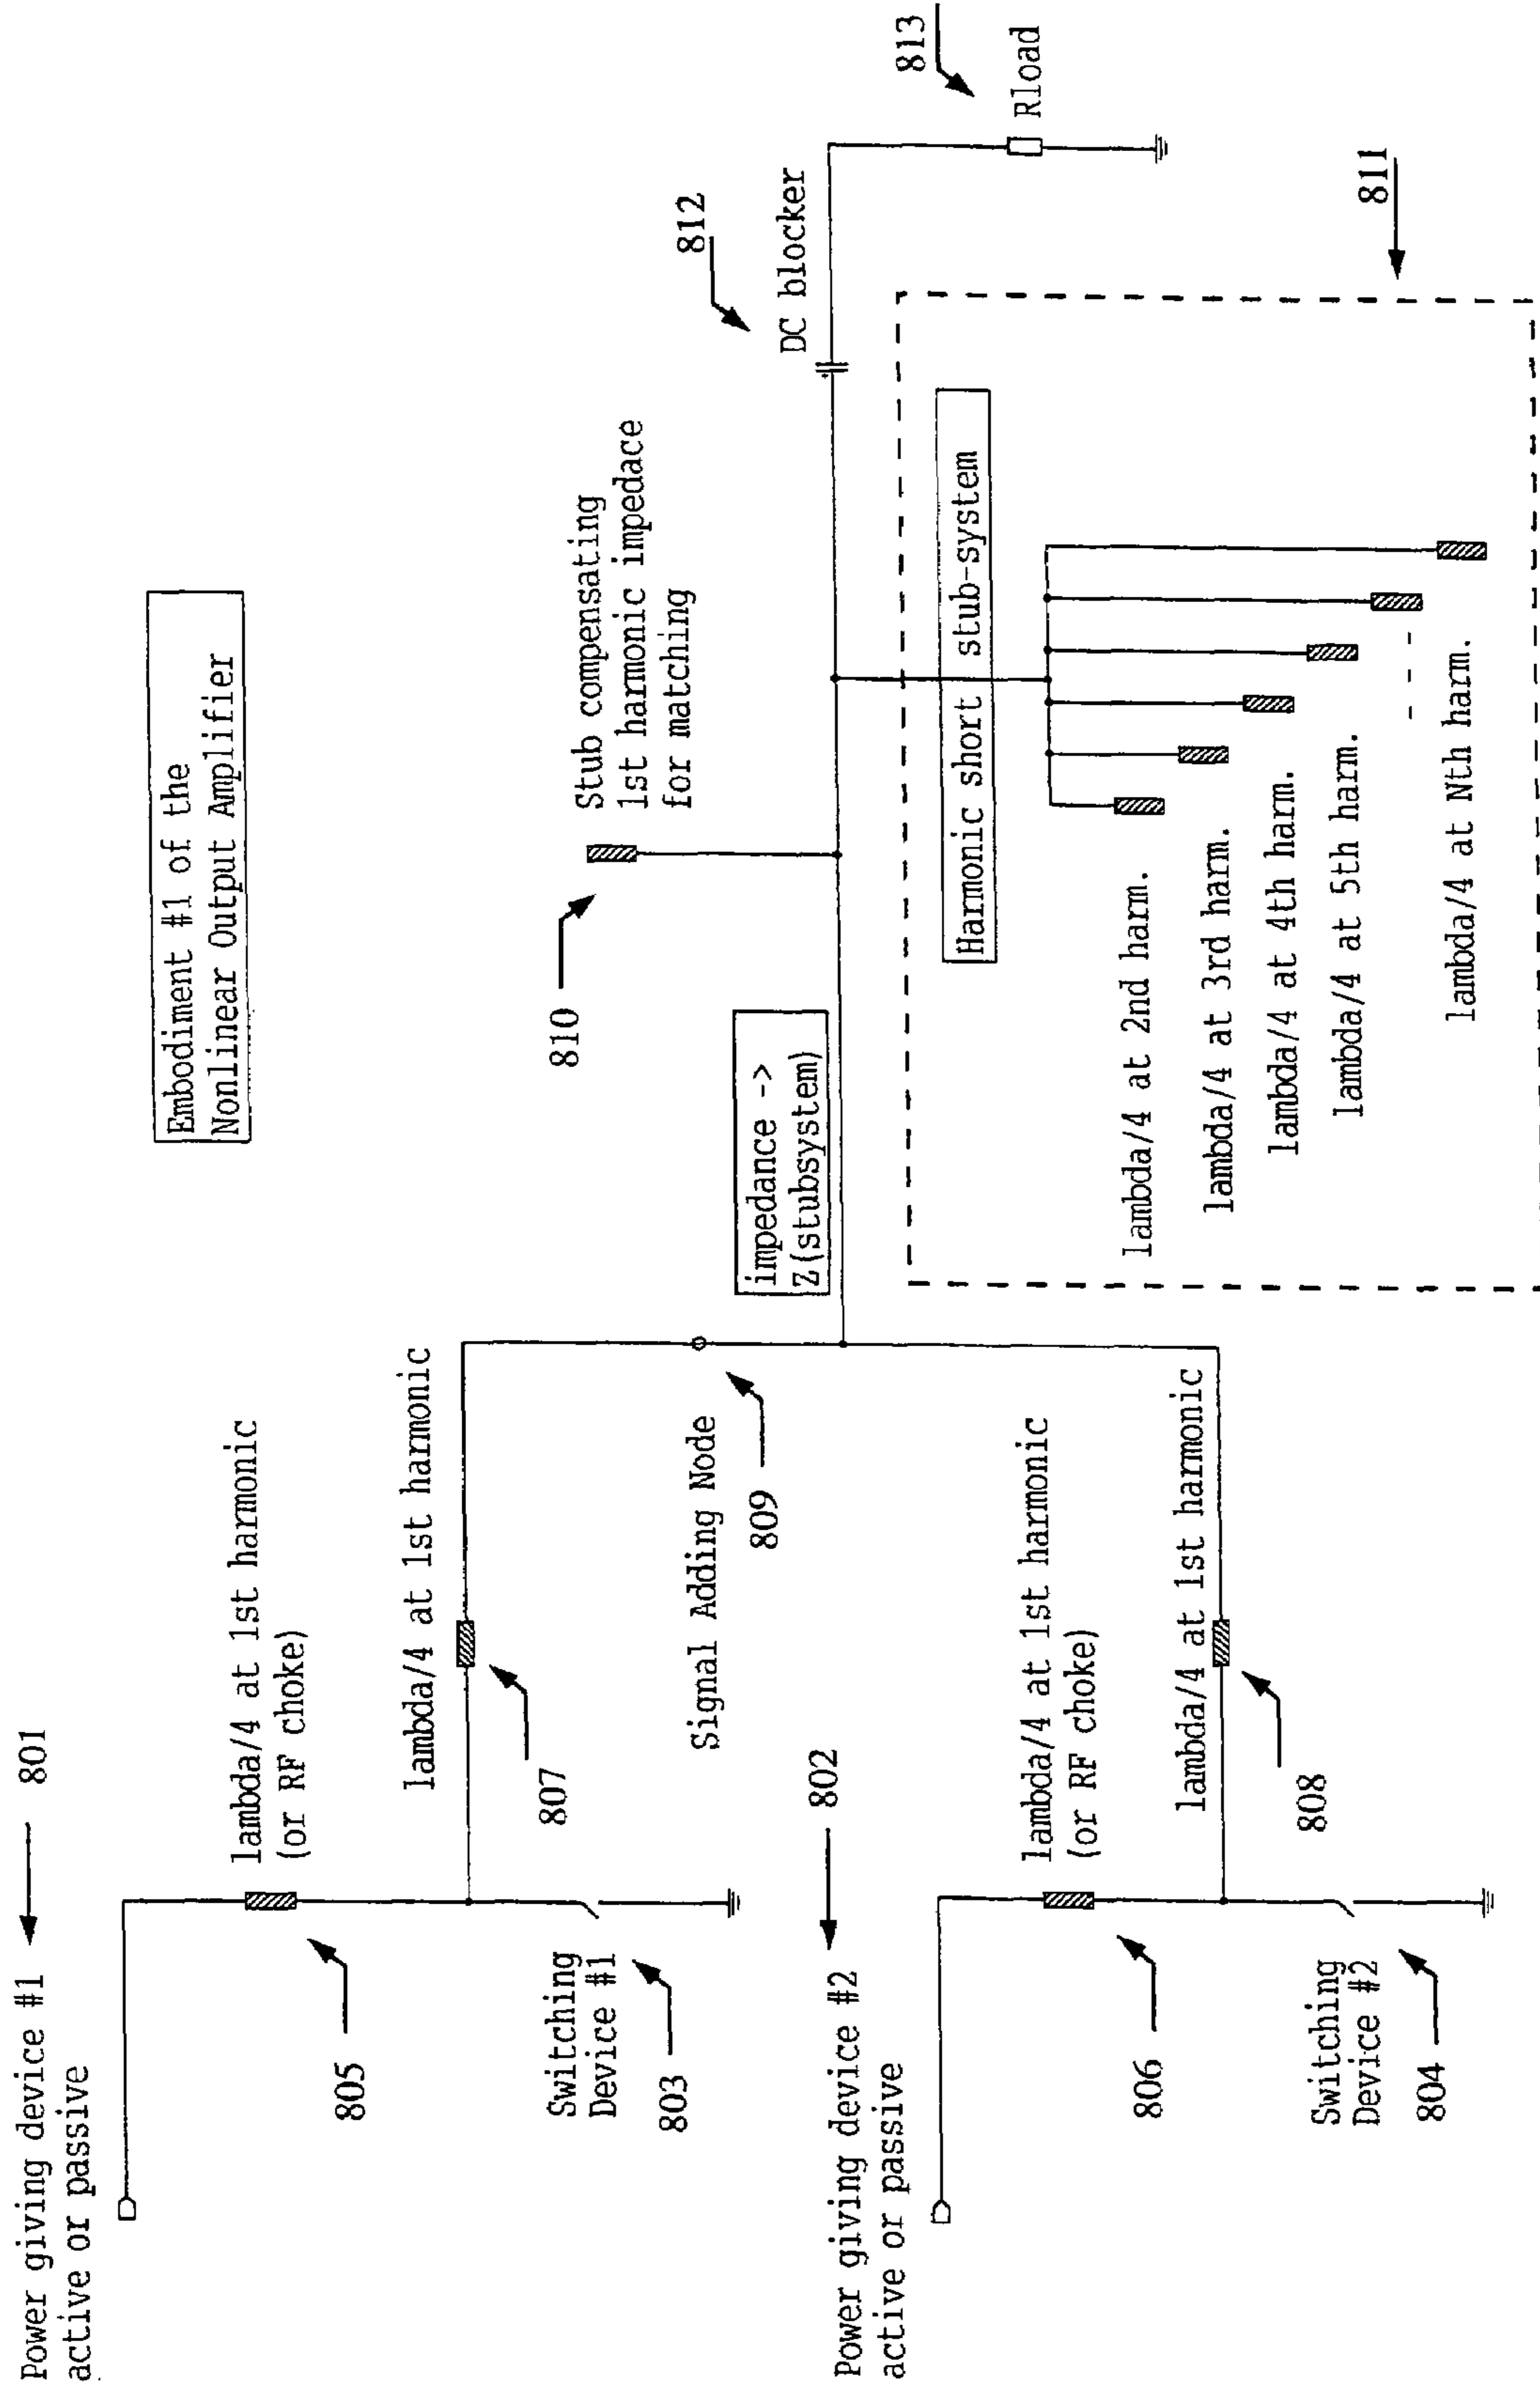 Embodiment #1 of the
Nonlinear Output Amplifier
Power giving device #1
active or passive
801
lambda/4 at 1st harmonic
(or RF choke)
805
lambda/4 at 1st harmonic
807
Switching
Device #1
803
Signal Adding Node
809
Power giving device #2
active or passive
802
lambda/4 at 1st harmonic
(or RF choke)
806
lambda/4 at 1st harmonic
808
Switching
Device #2
804
impedance ->
Z(stubsystem)
810
Stub compensating
1st harmonic impedace
for matching
812
DC blocker
813
Rload
811
Harmonic short stub-system
lambda/4 at 2nd harm.
lambda/4 at 3rd harm.
lambda/4 at 4th harm.
lambda/4 at 5th harm.
- - -
lambda/4 at Nth harm.